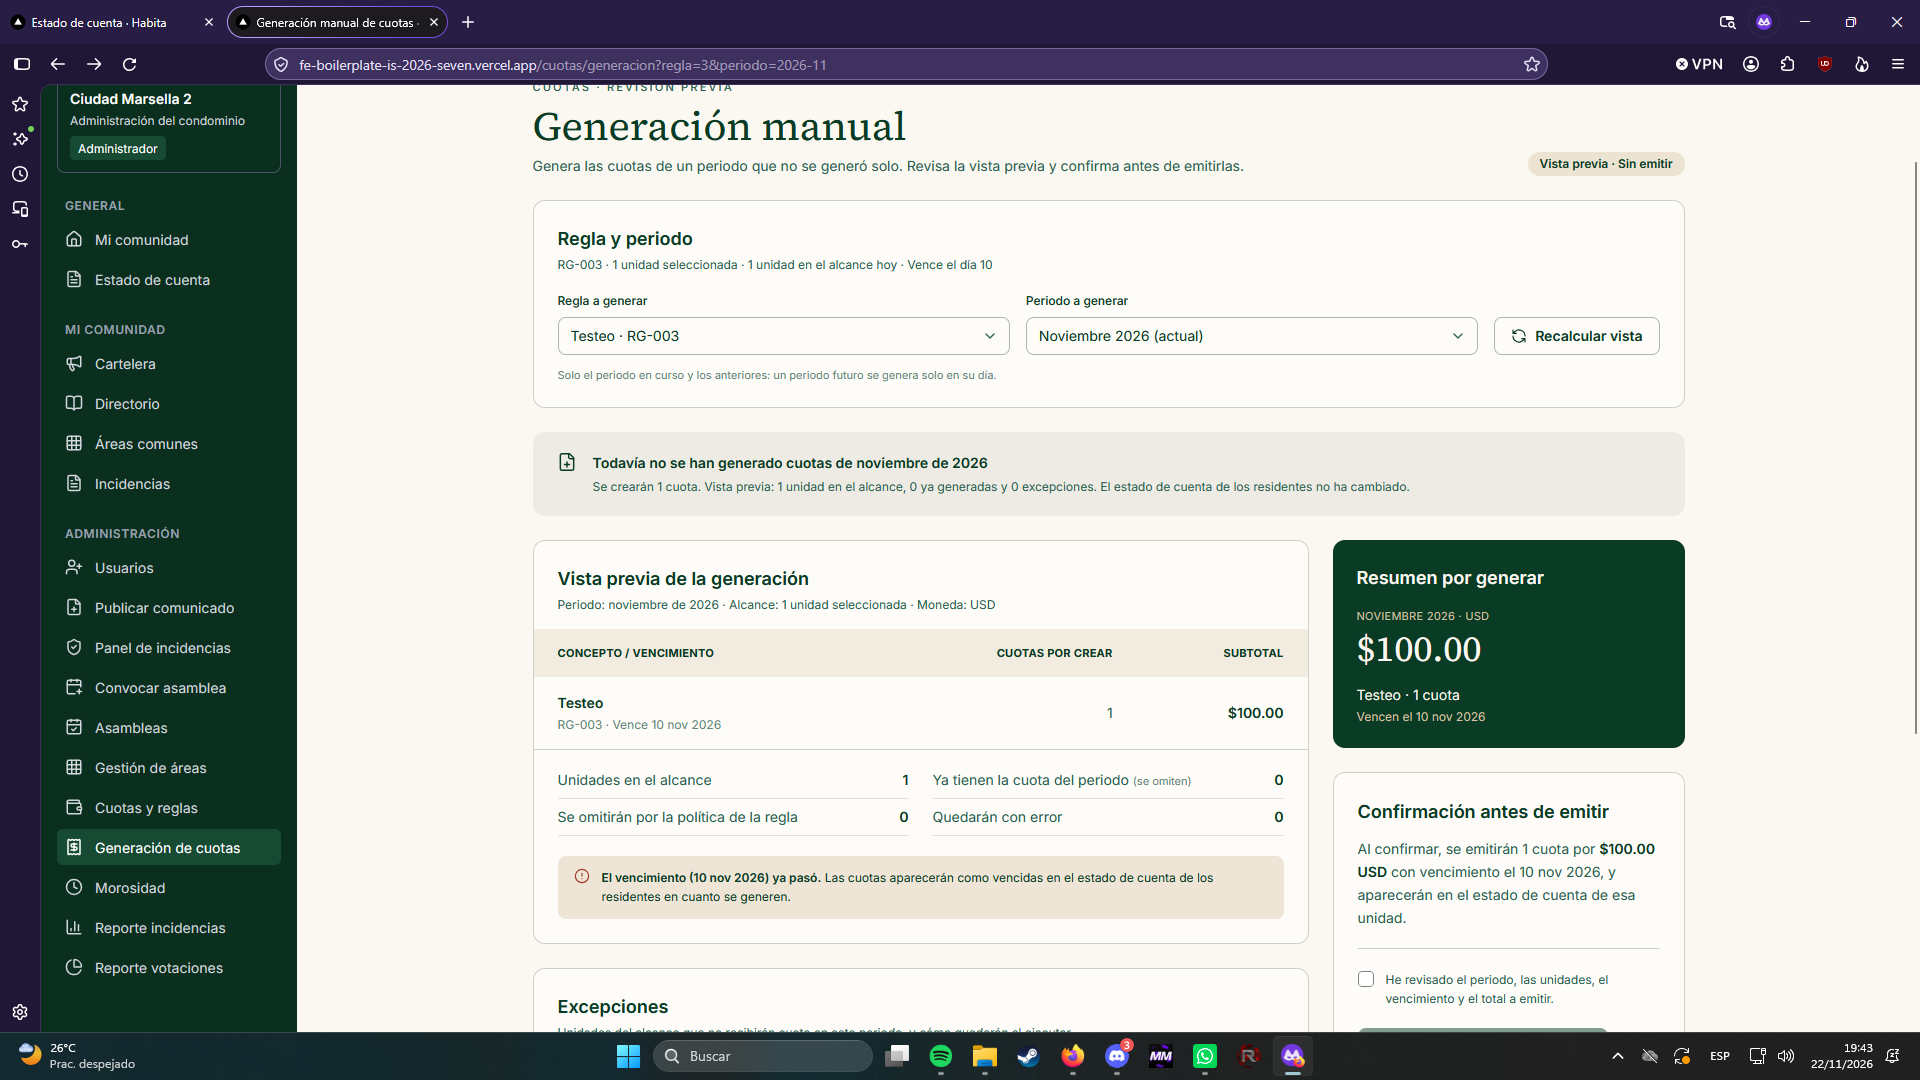 Estado de cuenta · Habita
Generación manual de cuotas
fe-boilerplate-is-2026-seven.vercel.app/cuotas/generacion?regla=3&periodo=2026-11
VPN
Ciudad Marsella 2
Administración del condominio
Administrador
GENERAL
Mi comunidad
Estado de cuenta
MI COMUNIDAD
Cartelera
Directorio
Áreas comunes
Incidencias
ADMINISTRACIÓN
Usuarios
Publicar comunicado
Panel de incidencias
Convocar asamblea
Asambleas
Gestión de áreas
Cuotas y reglas
Generación de cuotas
Morosidad
Reporte incidencias
Reporte votaciones
CUOTAS · REVISIÓN PREVIA
Generación manual
Genera las cuotas de un periodo que no se generó solo. Revisa la vista previa y confirma antes de emitirlas.
Vista previa · Sin emitir
Regla y periodo
RG-003 · 1 unidad seleccionada · 1 unidad en el alcance hoy · Vence el día 10
Regla a generar
Periodo a generar
Testeo · RG-003
Noviembre 2026 (actual)
Recalcular vista
Solo el periodo en curso y los anteriores: un periodo futuro se genera solo en su día.
Todavía no se han generado cuotas de noviembre de 2026
Se crearán 1 cuota. Vista previa: 1 unidad en el alcance, 0 ya generadas y 0 excepciones. El estado de cuenta de los residentes no ha cambiado.
Vista previa de la generación
Periodo: noviembre de 2026 · Alcance: 1 unidad seleccionada · Moneda: USD
CONCEPTO / VENCIMIENTO CUOTAS POR CREAR SUBTOTAL
Testeo
RG-003 · Vence 10 nov 2026
1 $100.00
Unidades en el alcance 1
Ya tienen la cuota del periodo (se omiten) 0
Se omitirán por la política de la regla 0
Quedarán con error 0
El vencimiento (10 nov 2026) ya pasó. Las cuotas aparecerán como vencidas en el estado de cuenta de los
residentes en cuanto se generen.
Excepciones
Resumen por generar
NOVIEMBRE 2026 · USD
$100.00
Testeo · 1 cuota
Vencen el 10 nov 2026
Confirmación antes de emitir
Al confirmar, se emitirán 1 cuota por $100.00
USD con vencimiento el 10 nov 2026, y
aparecerán en el estado de cuenta de esa
unidad.
He revisado el periodo, las unidades, el
vencimiento y el total a emitir.
26°C
Prac. despejado
Buscar
3
MM
ESP
19:43
22/11/2026